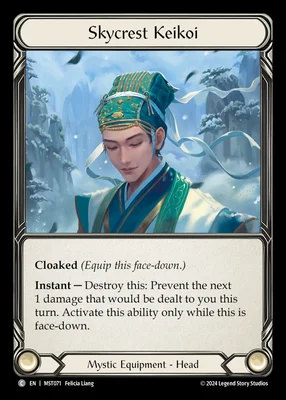 Skycrest Keikoi
Cloaked (Equip this face-down.)
Instant — Destroy this: Prevent the next
1 damage that would be dealt to you this
turn. Activate this ability only while this is
face-down.
Mystic Equipment - Head
C EN | MST071 Felicia Liang
© 2024 Legend Story Studios